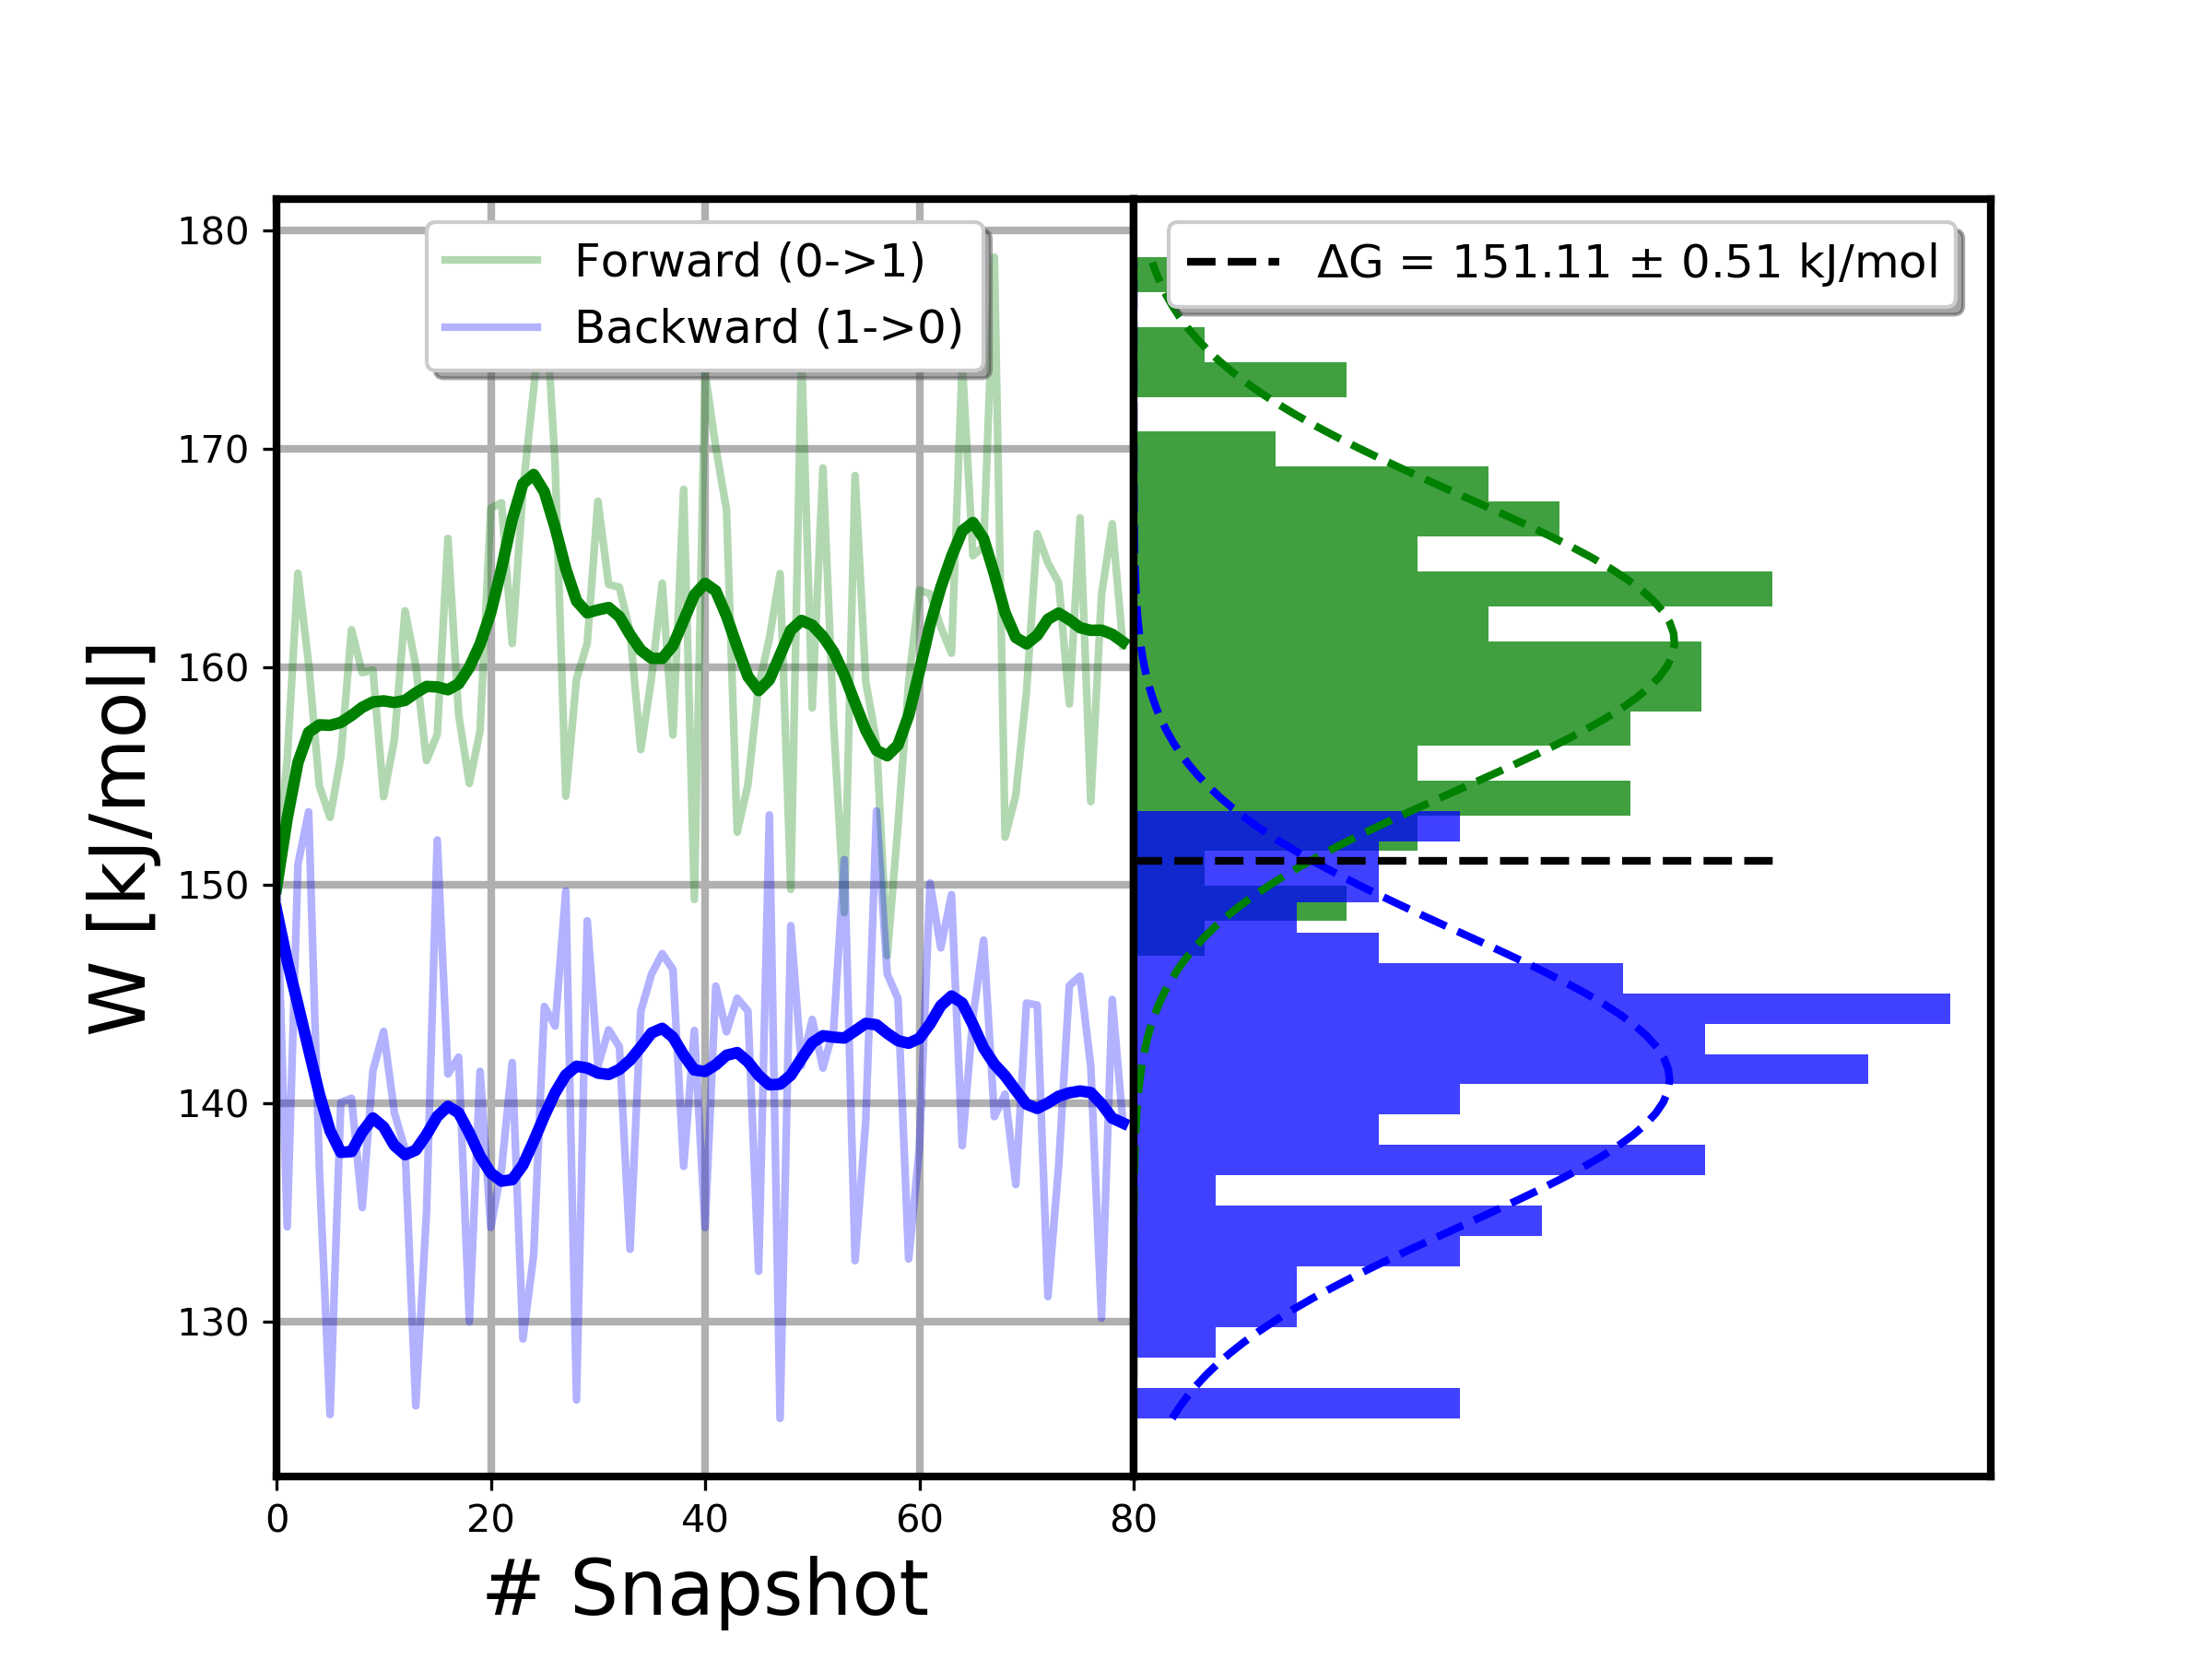 Forward (0->1)
Backward (1->0)
ΔG = 151.11 ± 0.51 kJ/mol
W [kJ/mol]
180
170
160
150
140
130
0 20 40 60 80
# Snapshot